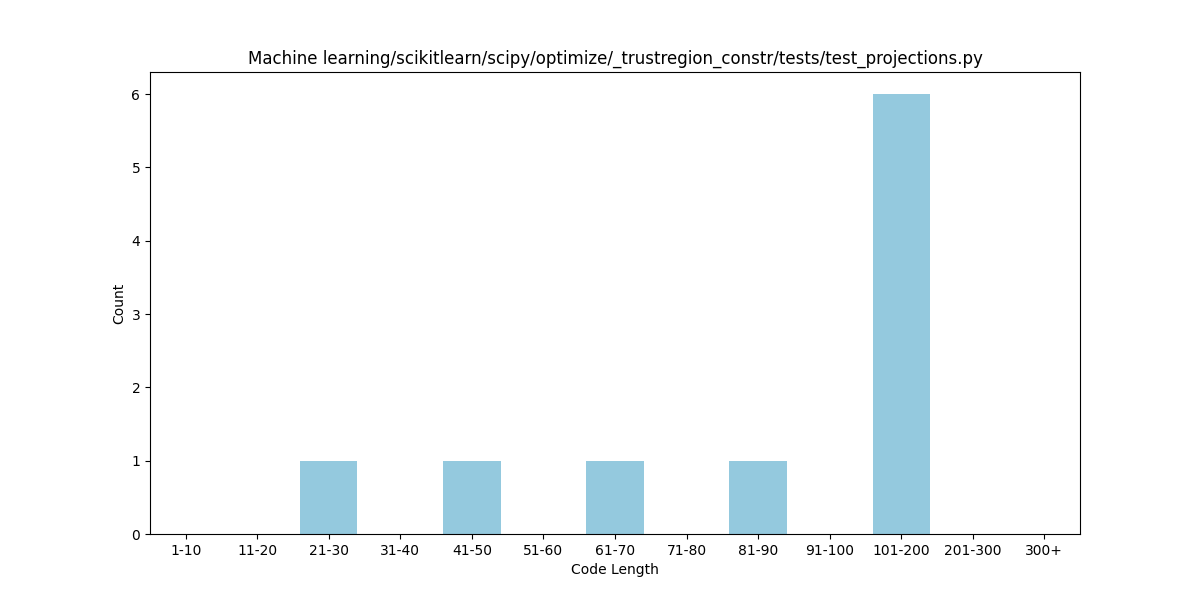 Machine learning/scikitlearn/scipy/optimize/_trustregion_constr/tests/test_projections.py
6
5
4
3
2
1
0
Count
1-10 11-20 21-30 31-40 41-50 51-60 61-70 71-80 81-90 91-100 101-200 201-300 300+
Code Length